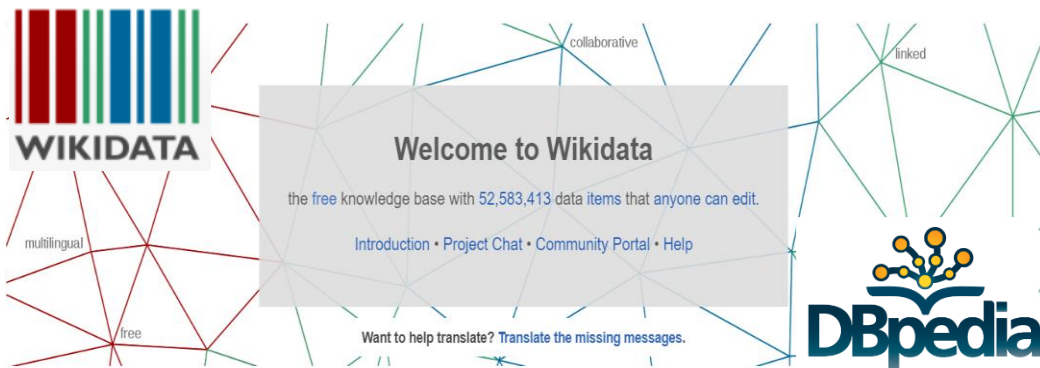 WIKIDATA
collaborative
linked
Welcome to Wikidata
the free knowledge base with 52,583,413 data items that anyone can edit.
multilingual
Introduction • Project Chat • Community Portal • Help
free
Want to help translate? Translate the missing messages.
DBpedia